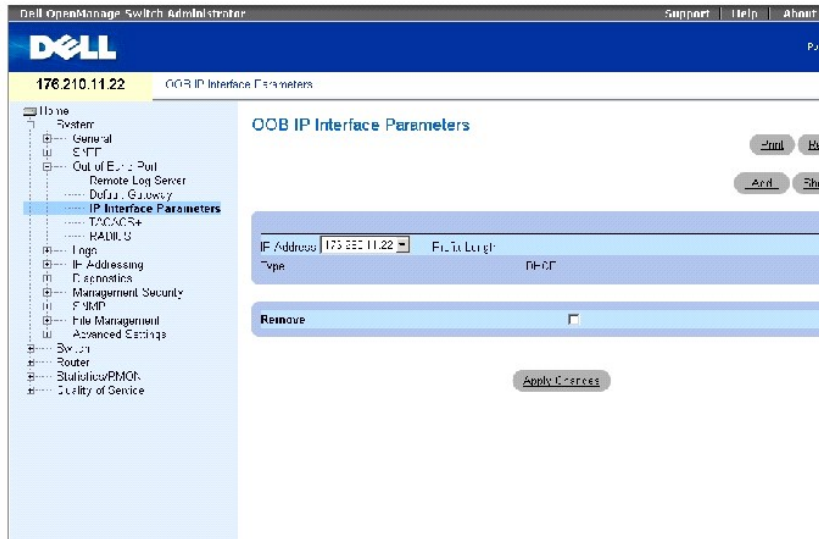 Dell OpenManage Switch Administrator
Support Help About
DELL
176.210.11.22
OOB IP Interface Parameters
Home
System
General
SNTP
Out of Band Port
Remote Log Server
Default Gateway
IP Interface Parameters
TACACS+
RADIUS
Logs
IP Addressing
Diagnostics
Management Security
SNMP
File Management
Advanced Settings
Switch
Router
Statistics/RMON
Quality of Service
OOB IP Interface Parameters
Print
Add
IP Address Prefix Length
Type DHCP
Remove
Apply Changes